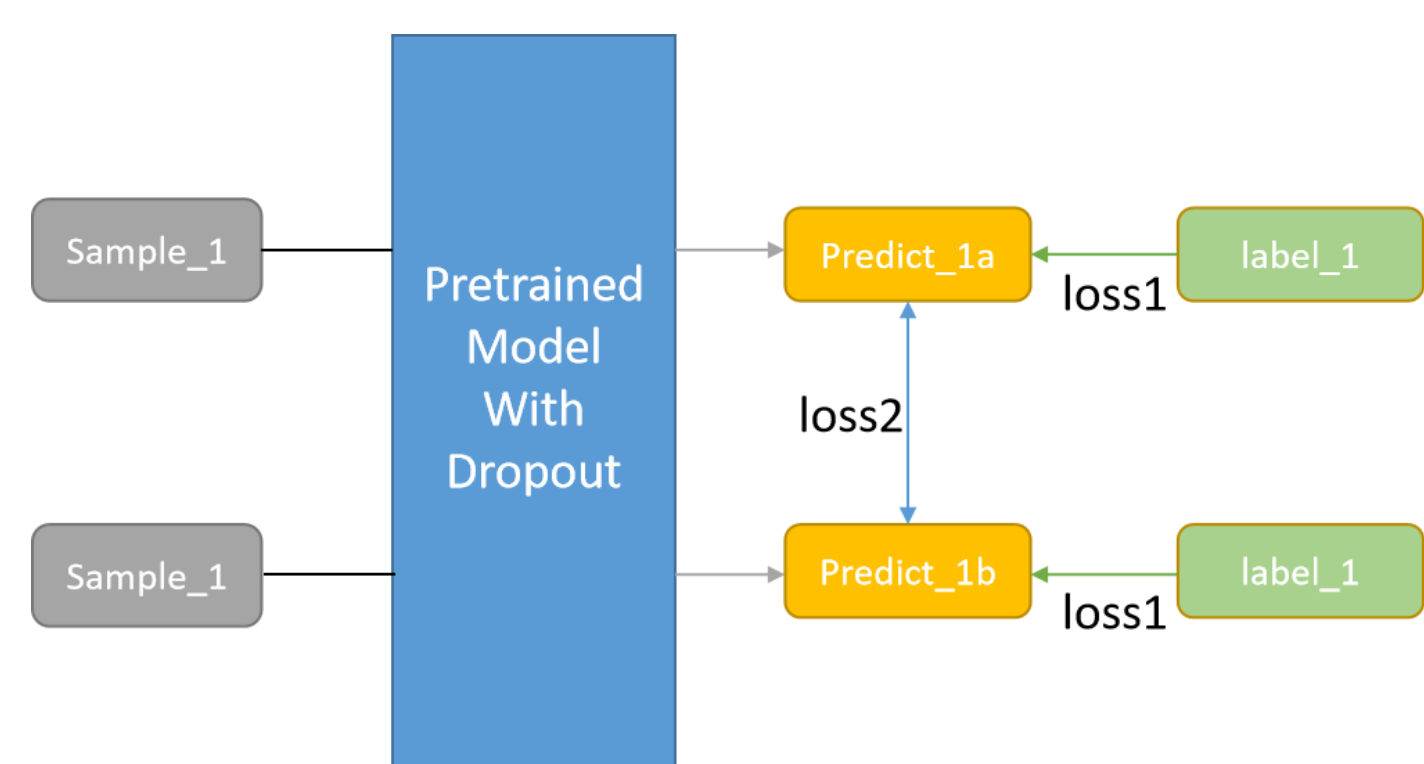 Sample_1
Pretrained
Model
With
Dropout
Predict_1a
label_1
loss1
loss2
Sample_1
Predict_1b
label_1
loss1